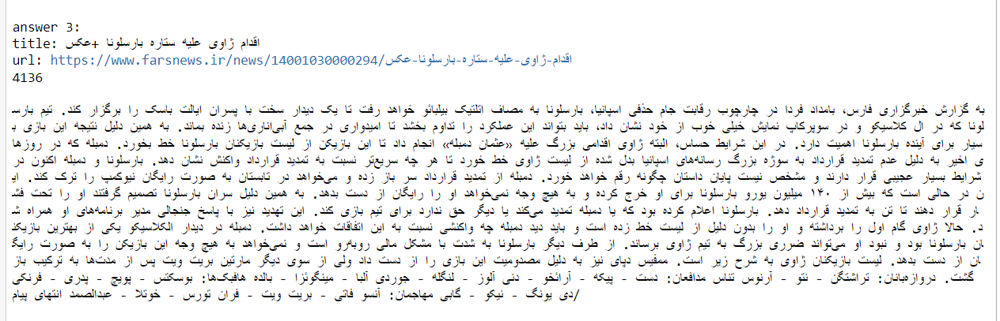 answer 3:
title: اقدام ژاوی علیه ستاره بارسلونا +عکس
url: https://www.farsnews.ir/news/14001030000294/اقدام-ژاوی-علیه-ستاره-بارسلونا-عکس
4136
به گزارش خبرگزاری فارس، بامداد فردا در چارچوب رقابت جام حذفی اسپانیا، بارسلونا به مصاف اتلتیک بیلبائو خواهد رفت تا یک دیدار سخت با پسران ایالت باسک را برگزار کند. تیم بارس
لونا که در ال کلاسیکو و در سوپرکاپ نمایش خیلی خوب از خود نشان داد، باید بتواند این عملکرد را تداوم بخشد تا امیدواری در جمع آبی‌اناری‌ها زنده بماند. به همین دلیل نتیجه این بازی ب
سیار برای آینده بارسلونا اهمیت دارد. در این شرایط حساس، البته ژاوی اقدامی بزرگ علیه «عثمان دمبله» انجام داد تا این بازیکن از لیست بازیکنان بارسلونا خط بخورد. دمبله که در روزها
ی اخیر به دلیل عدم تمدید قرارداد به سوژه بزرگ رسانه‌های اسپانیا بدل شده از لیست ژاوی خط خورد تا هر چه سریع‌تر نسبت به تمدید قرارداد واکنش نشان دهد. بارسلونا و دمبله اکنون در
شرایط بسیار عجیبی قرار دارند و مشخص نیست پایان داستان چگونه رقم خواهد خورد. دمبله از تمدید قرارداد سر باز زده و می‌خواهد در تابستان به صورت رایگان نیوکمپ را ترک کند. ای
ن در حالی است که بیش از ۱۴۰ میلیون یورو بارسلونا برای او خرج کرده و به هیچ وجه نمی‌خواهد او را رایگان از دست بدهد. به همین دلیل سران بارسلونا تصمیم گرفتند او را تحت فش
ار قرار دهند تا تن به تمدید قرارداد دهد. بارسلونا اعلام کرده بود که یا دمبله تمدید می‌کند یا دیگر حق ندارد برای تیم بازی کند. این تهدید نیز با پاسخ جنجالی مدیر برنامه‌های او همراه ش
د. حالا ژاوی گام اول را برداشته و او را بدون دلیل از لیست خط زده است و باید دید دمبله چه واکنشی نسبت به این اتفاقات خواهد داشت. دمبله در دیدار الکلاسیکو یکی از بهترین بازیکن
ان بارسلونا بود و نبود او می‌تواند ضرری بزرگ به تیم ژاوی برساند. از طرف دیگر بارسلونا به شدت با مشکل مالی روبه‌رو است و نمی‌خواهد به هیچ وجه این بازیکن را به صورت رایگ
ان از دست بدهد. لیست بازیکنان ژاوی به شرح زیر است. ممفیس دپای نیز به دلیل مصدومیت این بازی را از دست داد ولی از سوی دیگر مارتین بریت ویت پس از مدت‌ها به ترکیب باز
گشت. دروازه‌بانان: تراشتگن - نتو - آرنوس تناس مدافعان: دست - پیکه - آرائخو - دنی آلوز - لنگله - جوردی آلبا - مینگوئزا - بالده هافبک‌ها: بوسکتس - پویچ - پدری - فرنکی
دی یونگ - نیکو - گابی مهاجمان: آنسو فاتی - بریت ویت - فران تورس - خوتلا - عبدالصمد انتهای پیام/